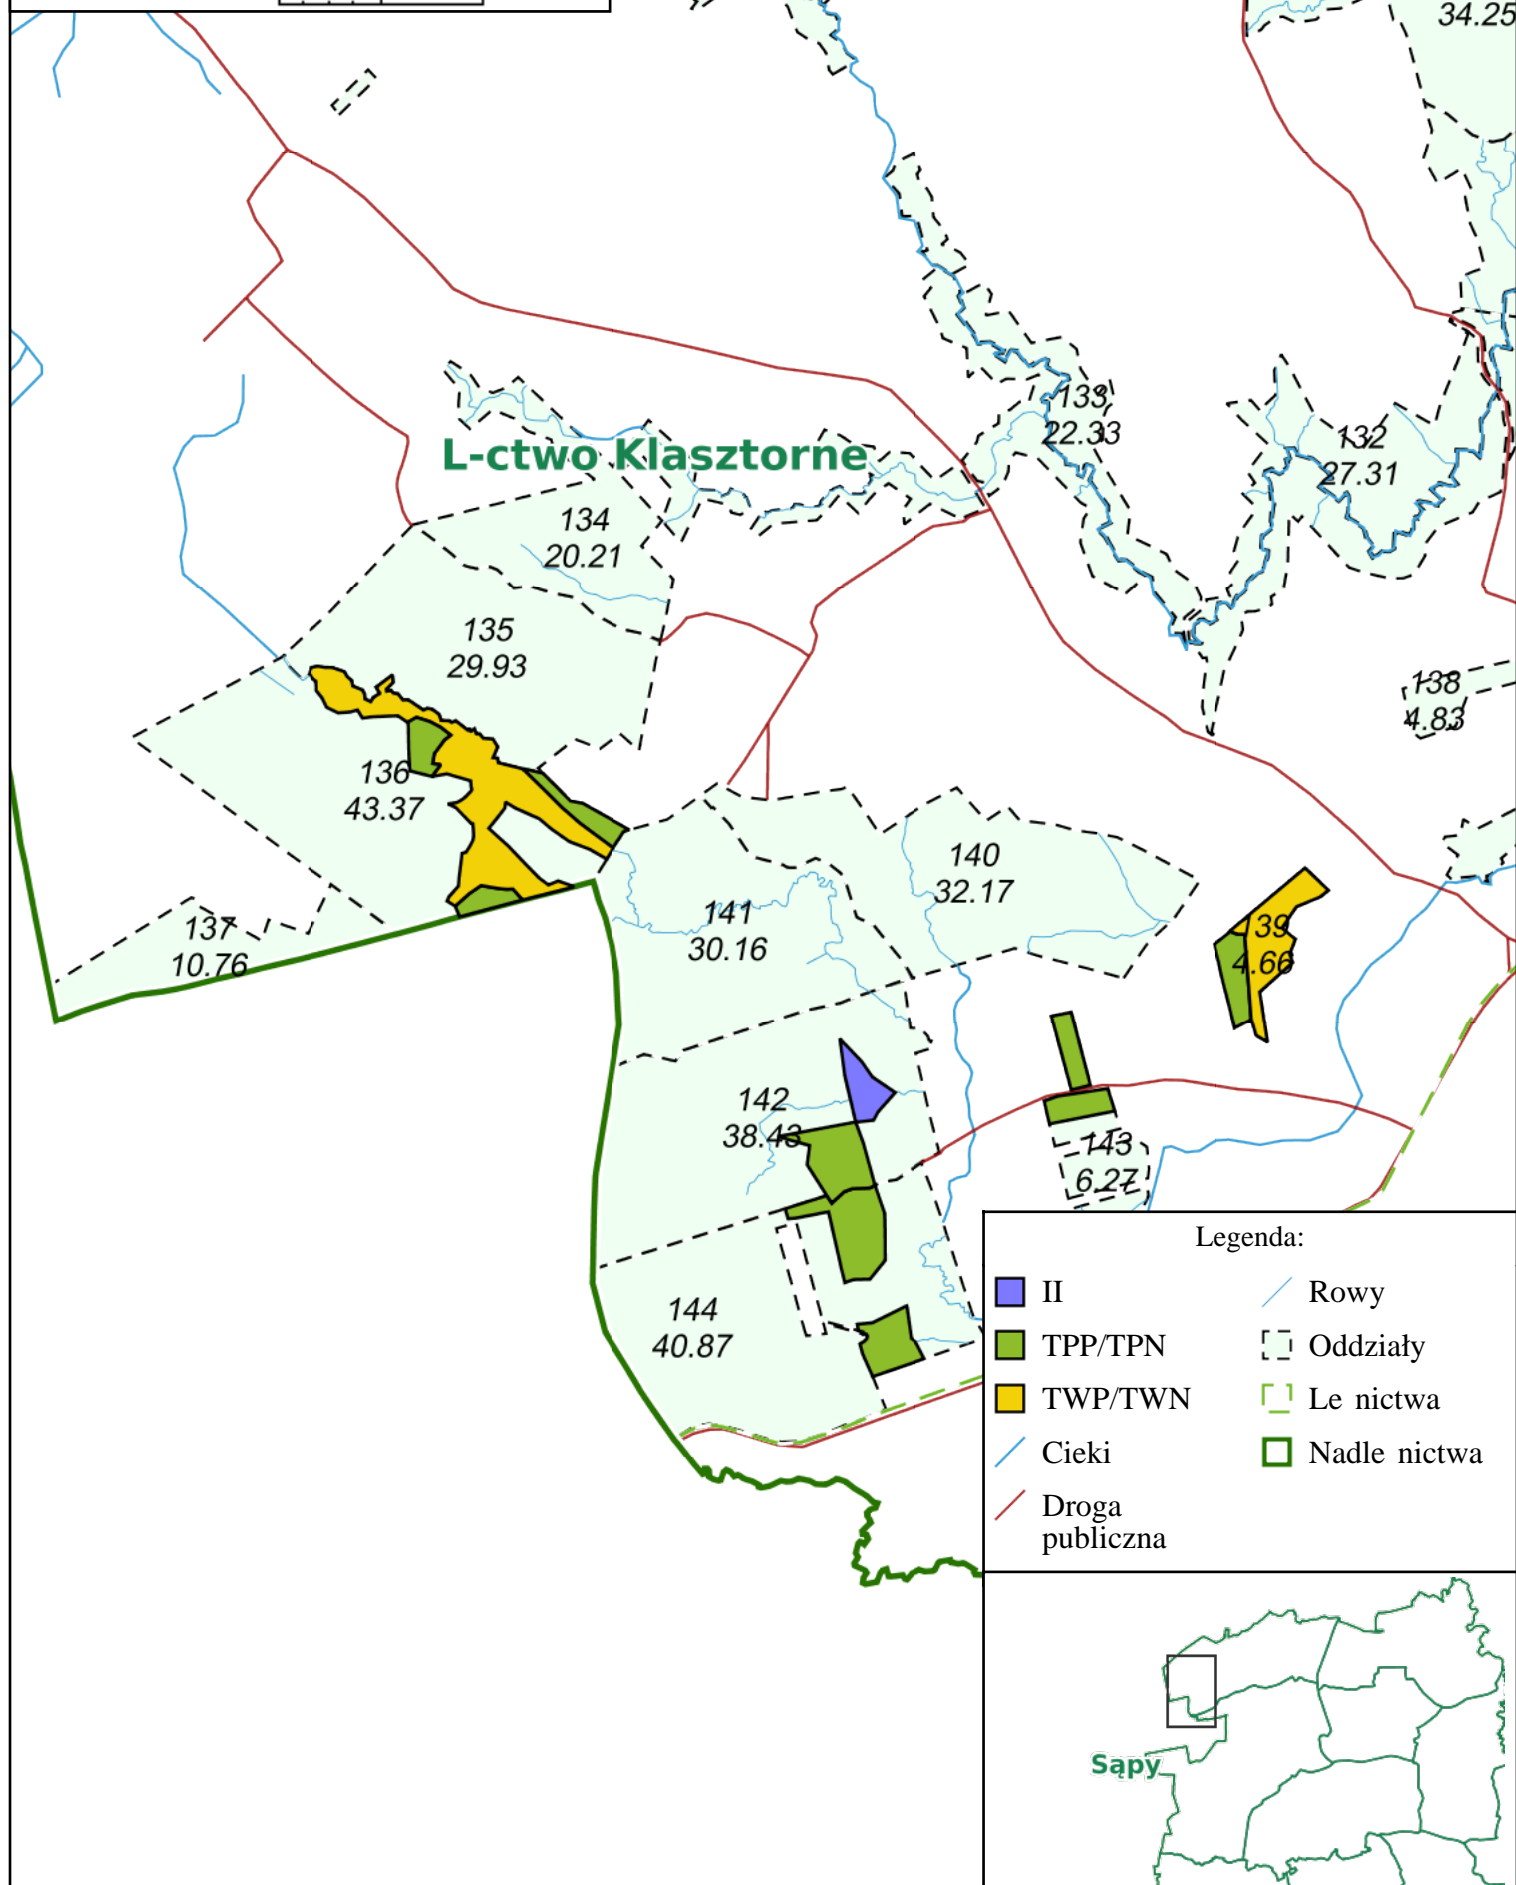 34.25
133
22.33
132
27.31
L-ctwo Klasztorne
134
20.21
135
29.93
138
4.83
136
43.37
140
32.17
141
30.16
137
10.76
39
4.66
142
38.43
143
6.27
144
40.87
Legenda:
II
Rowy
TPP/TPN
Oddziały
TWP/TWN
Le nictwa
Cieki
Nadle nictwa
Droga
publiczna
Sąpy